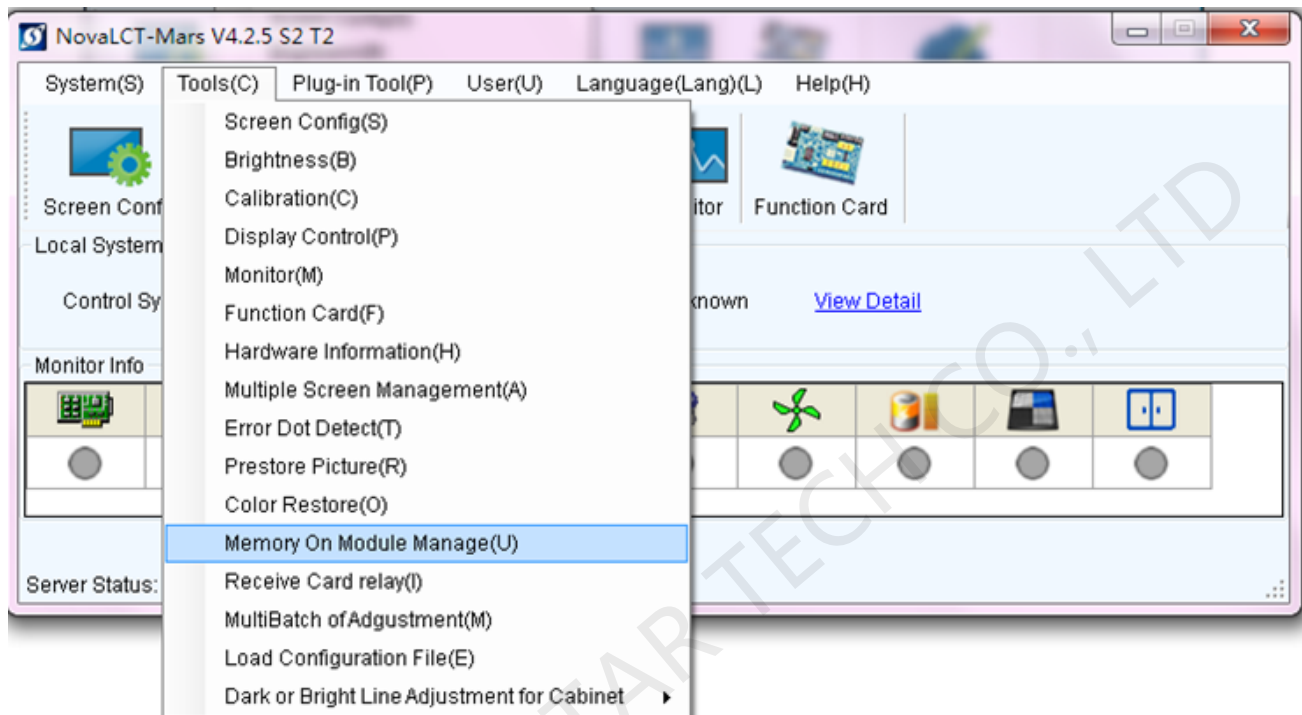 NovaLCT-Mars V4.2.5 S2 T2
System(S) Tools(C) Plug-in Tool(P) User(U) Language(Lang)(L) Help(H)
Screen Config(S)
Brightness(B)
Calibration(C)
Display Control(P)
Monitor(M)
Function Card(F)
Hardware Information(H)
Multiple Screen Management(A)
Error Dot Detect(T)
Prestore Picture(R)
Color Restore(O)
Memory On Module Manage(U)
Receive Card relay(I)
MultiBatch of Adgustment(M)
Load Configuration File(E)
Dark or Bright Line Adjustment for Cabinet
Screen Conf
itor
Function Card
Local System
Control Sy
known
View Detail
Monitor Info
Server Status:
TAR TECH CO., LTD